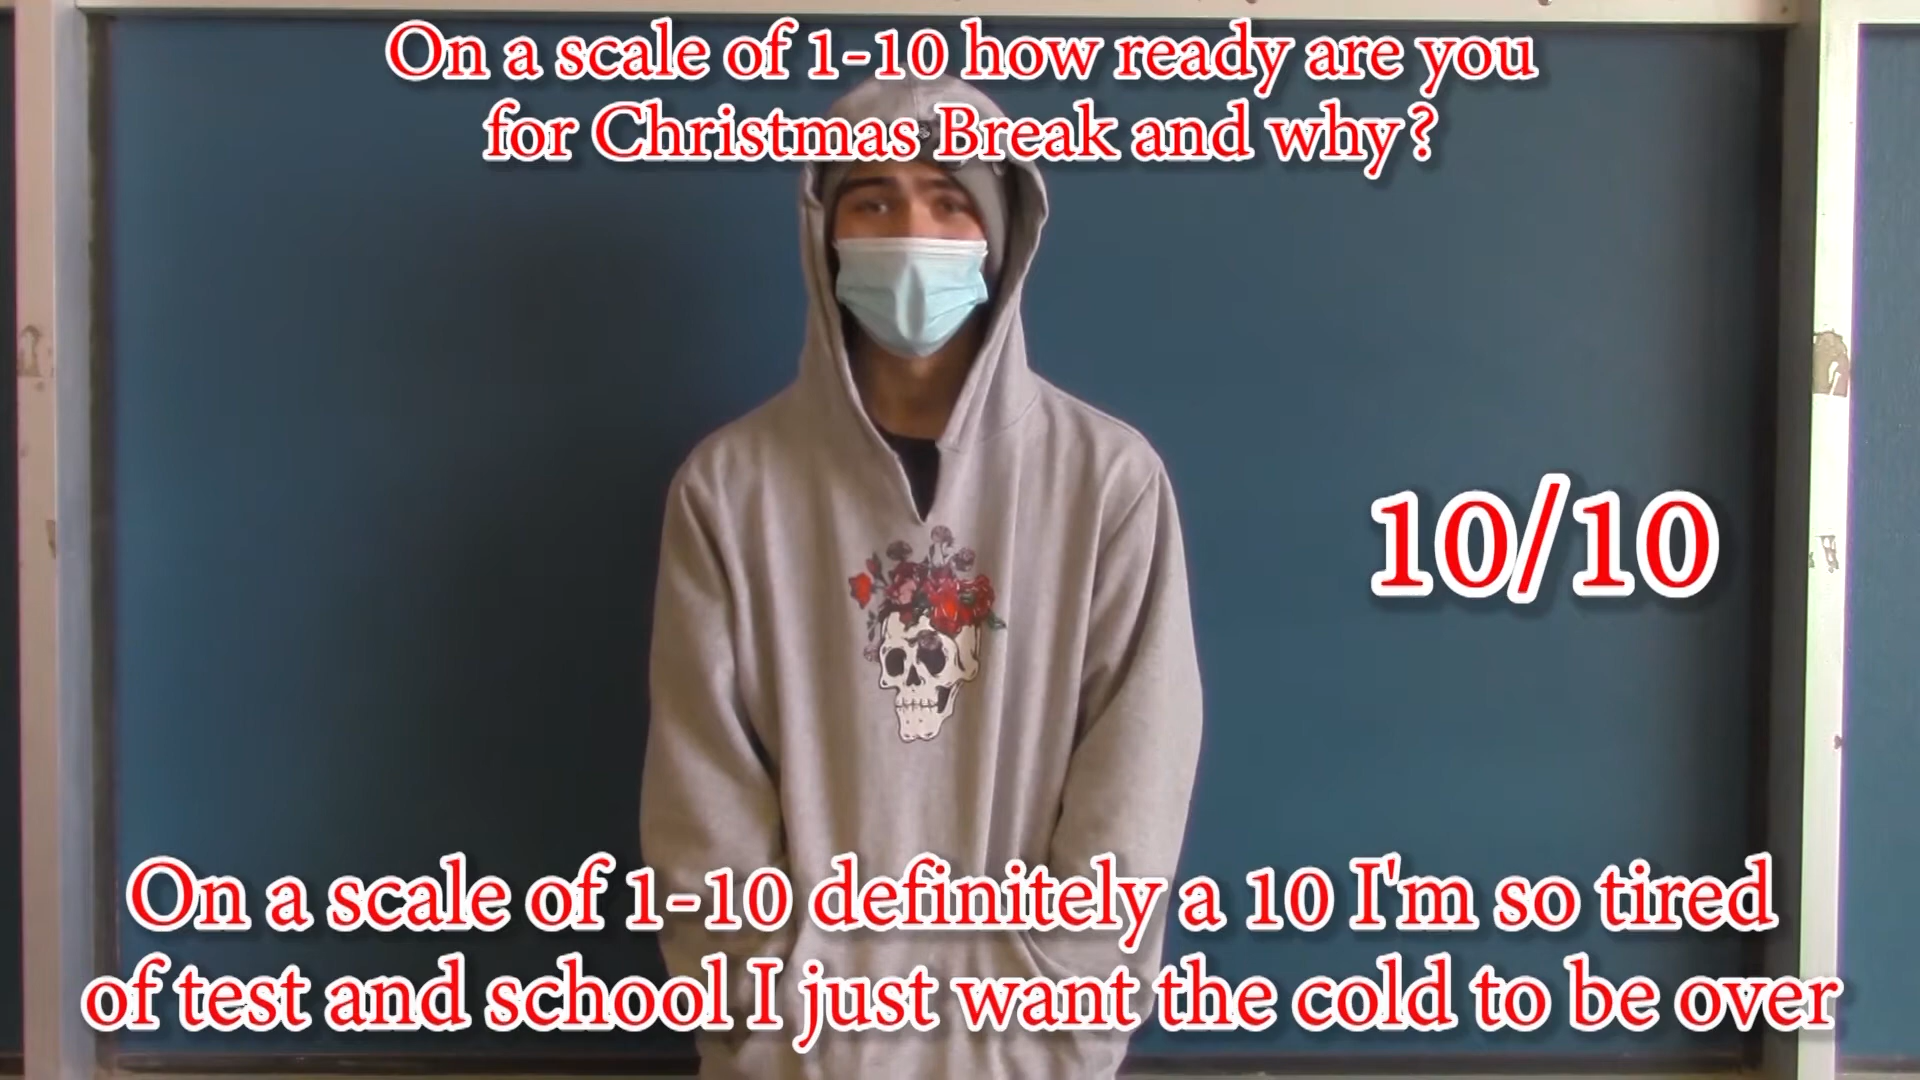 On a scale of 1-10 how ready are you
for Christmas Break and why?
10/10
On a scale of 1-10 definitely a 10 I'm so tired
of test and school I just want the cold to be over